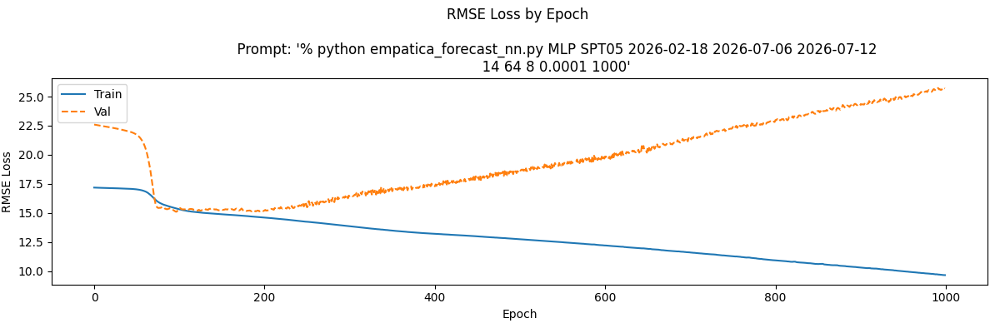 RMSE Loss by Epoch
Prompt: '% python empatica_forecast_nn.py MLP SPT05 2026-02-18 2026-07-06 2026-07-12
14 64 8 0.0001 1000'
Train
Val
25.0
22.5
20.0
17.5
15.0
12.5
10.0
RMSE Loss
0 200 400 600 800 1000
Epoch